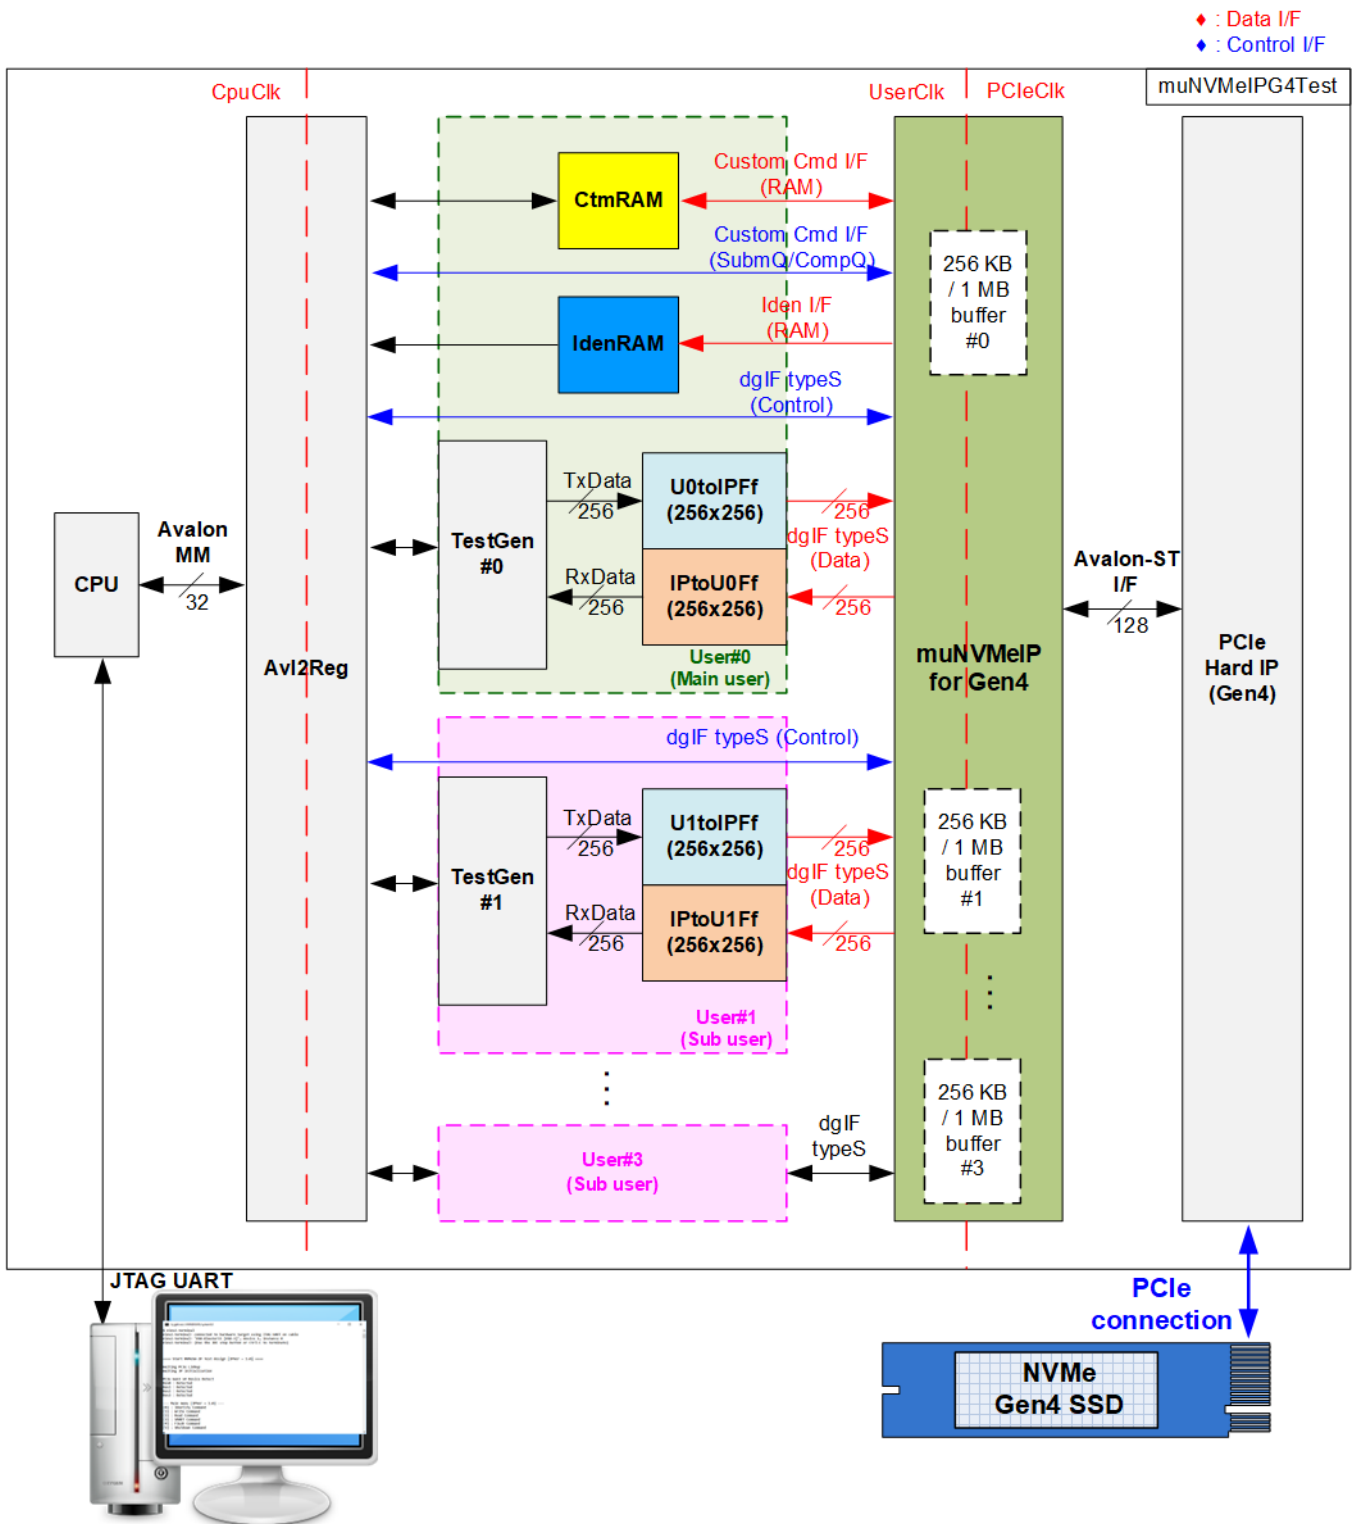 ♦ : Data I/F
♦ : Control I/F
muNVMeIPG4Test
CpuClk
UserClk
PCIeClk
Custom Cmd I/F
(RAM)
CtmRAM
Custom Cmd I/F
(SubmQ/CompQ)
256 KB
/ 1 MB
buffer
#0
Iden I/F
(RAM)
IdenRAM
dgIF typeS
(Control)
TxData
256
U0toIPFf
(256x256)
256
TestGen
#0
dgIF typeS
(Data)
RxData
256
IPtoU0Ff
(256x256)
256
User#0
(Main user)
CPU
Avalon
MM
32
Avl2Reg
muNVMeIP
for Gen4
Avalon-ST
I/F
128
PCIe
Hard IP
(Gen4)
dgIF typeS (Control)
TxData
256
U1toIPFf
(256x256)
256
TestGen
#1
dgIF typeS
(Data)
RxData
256
IPtoU1Ff
(256x256)
256
256 KB
/ 1 MB
buffer
#1
User#1
(Sub user)
User#3
(Sub user)
dgIF
typeS
256 KB
/ 1 MB
buffer
#3
JTAG UART
PCIe
connection
NVMe
Gen4 SSD